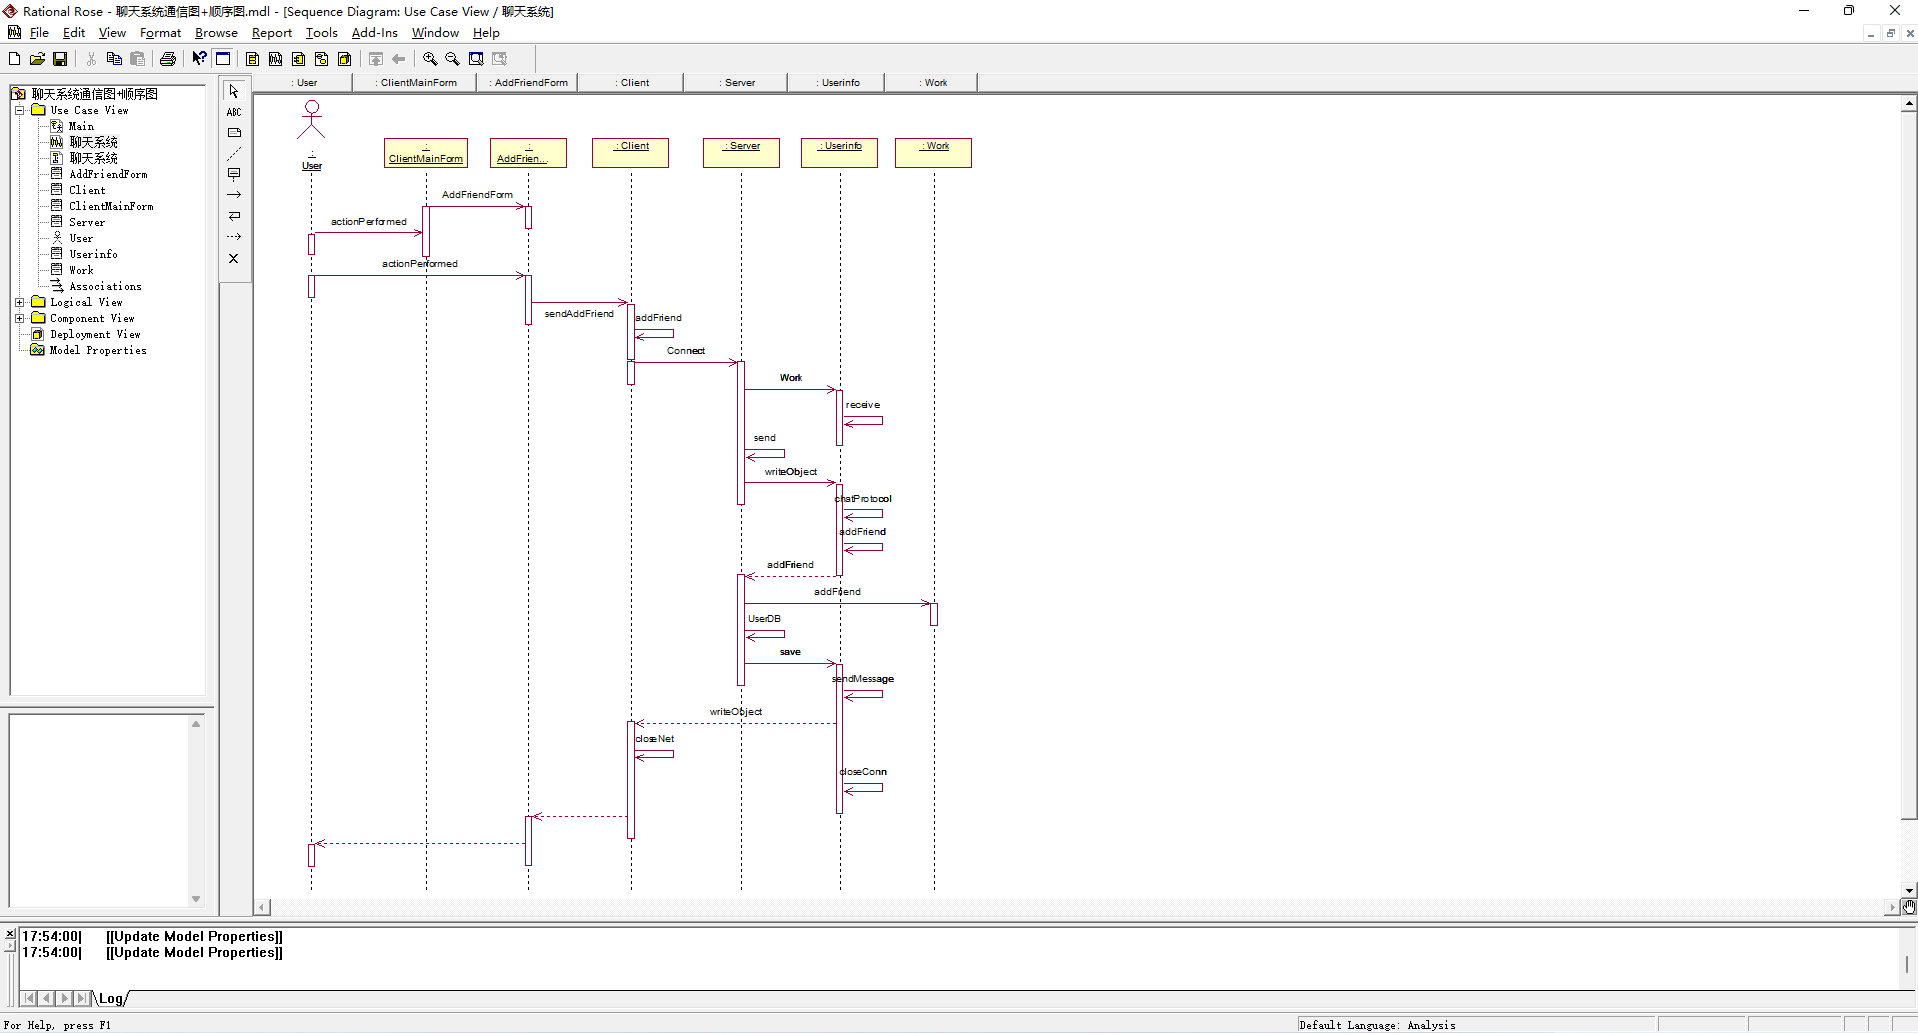 Rational Rose - 聊天系统通信图+顺序图.mdl - [Sequence Diagram: Use Case View / 聊天系统]
File Edit View Format Browse Report Tools Add-Ins Window Help
: User : ClientMainForm : AddFriendForm : Client : Server : Userinfo : Work
聊天系统通信图+顺序图
Use Case View
Main
聊天系统
聊天系统
AddFriendForm
Client
ClientMainForm
Server
User
Userinfo
Work
Associations
Logical View
Component View
Deployment View
Model Properties
ABC
:
User
:
ClientMainForm
:
AddFrien...
: Client
: Server
: Userinfo
: Work
AddFriendForm
actionPerformed
actionPerformed
sendAddFriend
addFriend
Connect
Work
receive
send
writeObject
chatProtocol
addFriend
addFriend
addFriend
UserDB
save
sendMessage
writeObject
closeNet
closeConn
17:54:00| [[Update Model Properties]]
17:54:00| [[Update Model Properties]]
Log
For Help, press F1
Default Language: Analysis